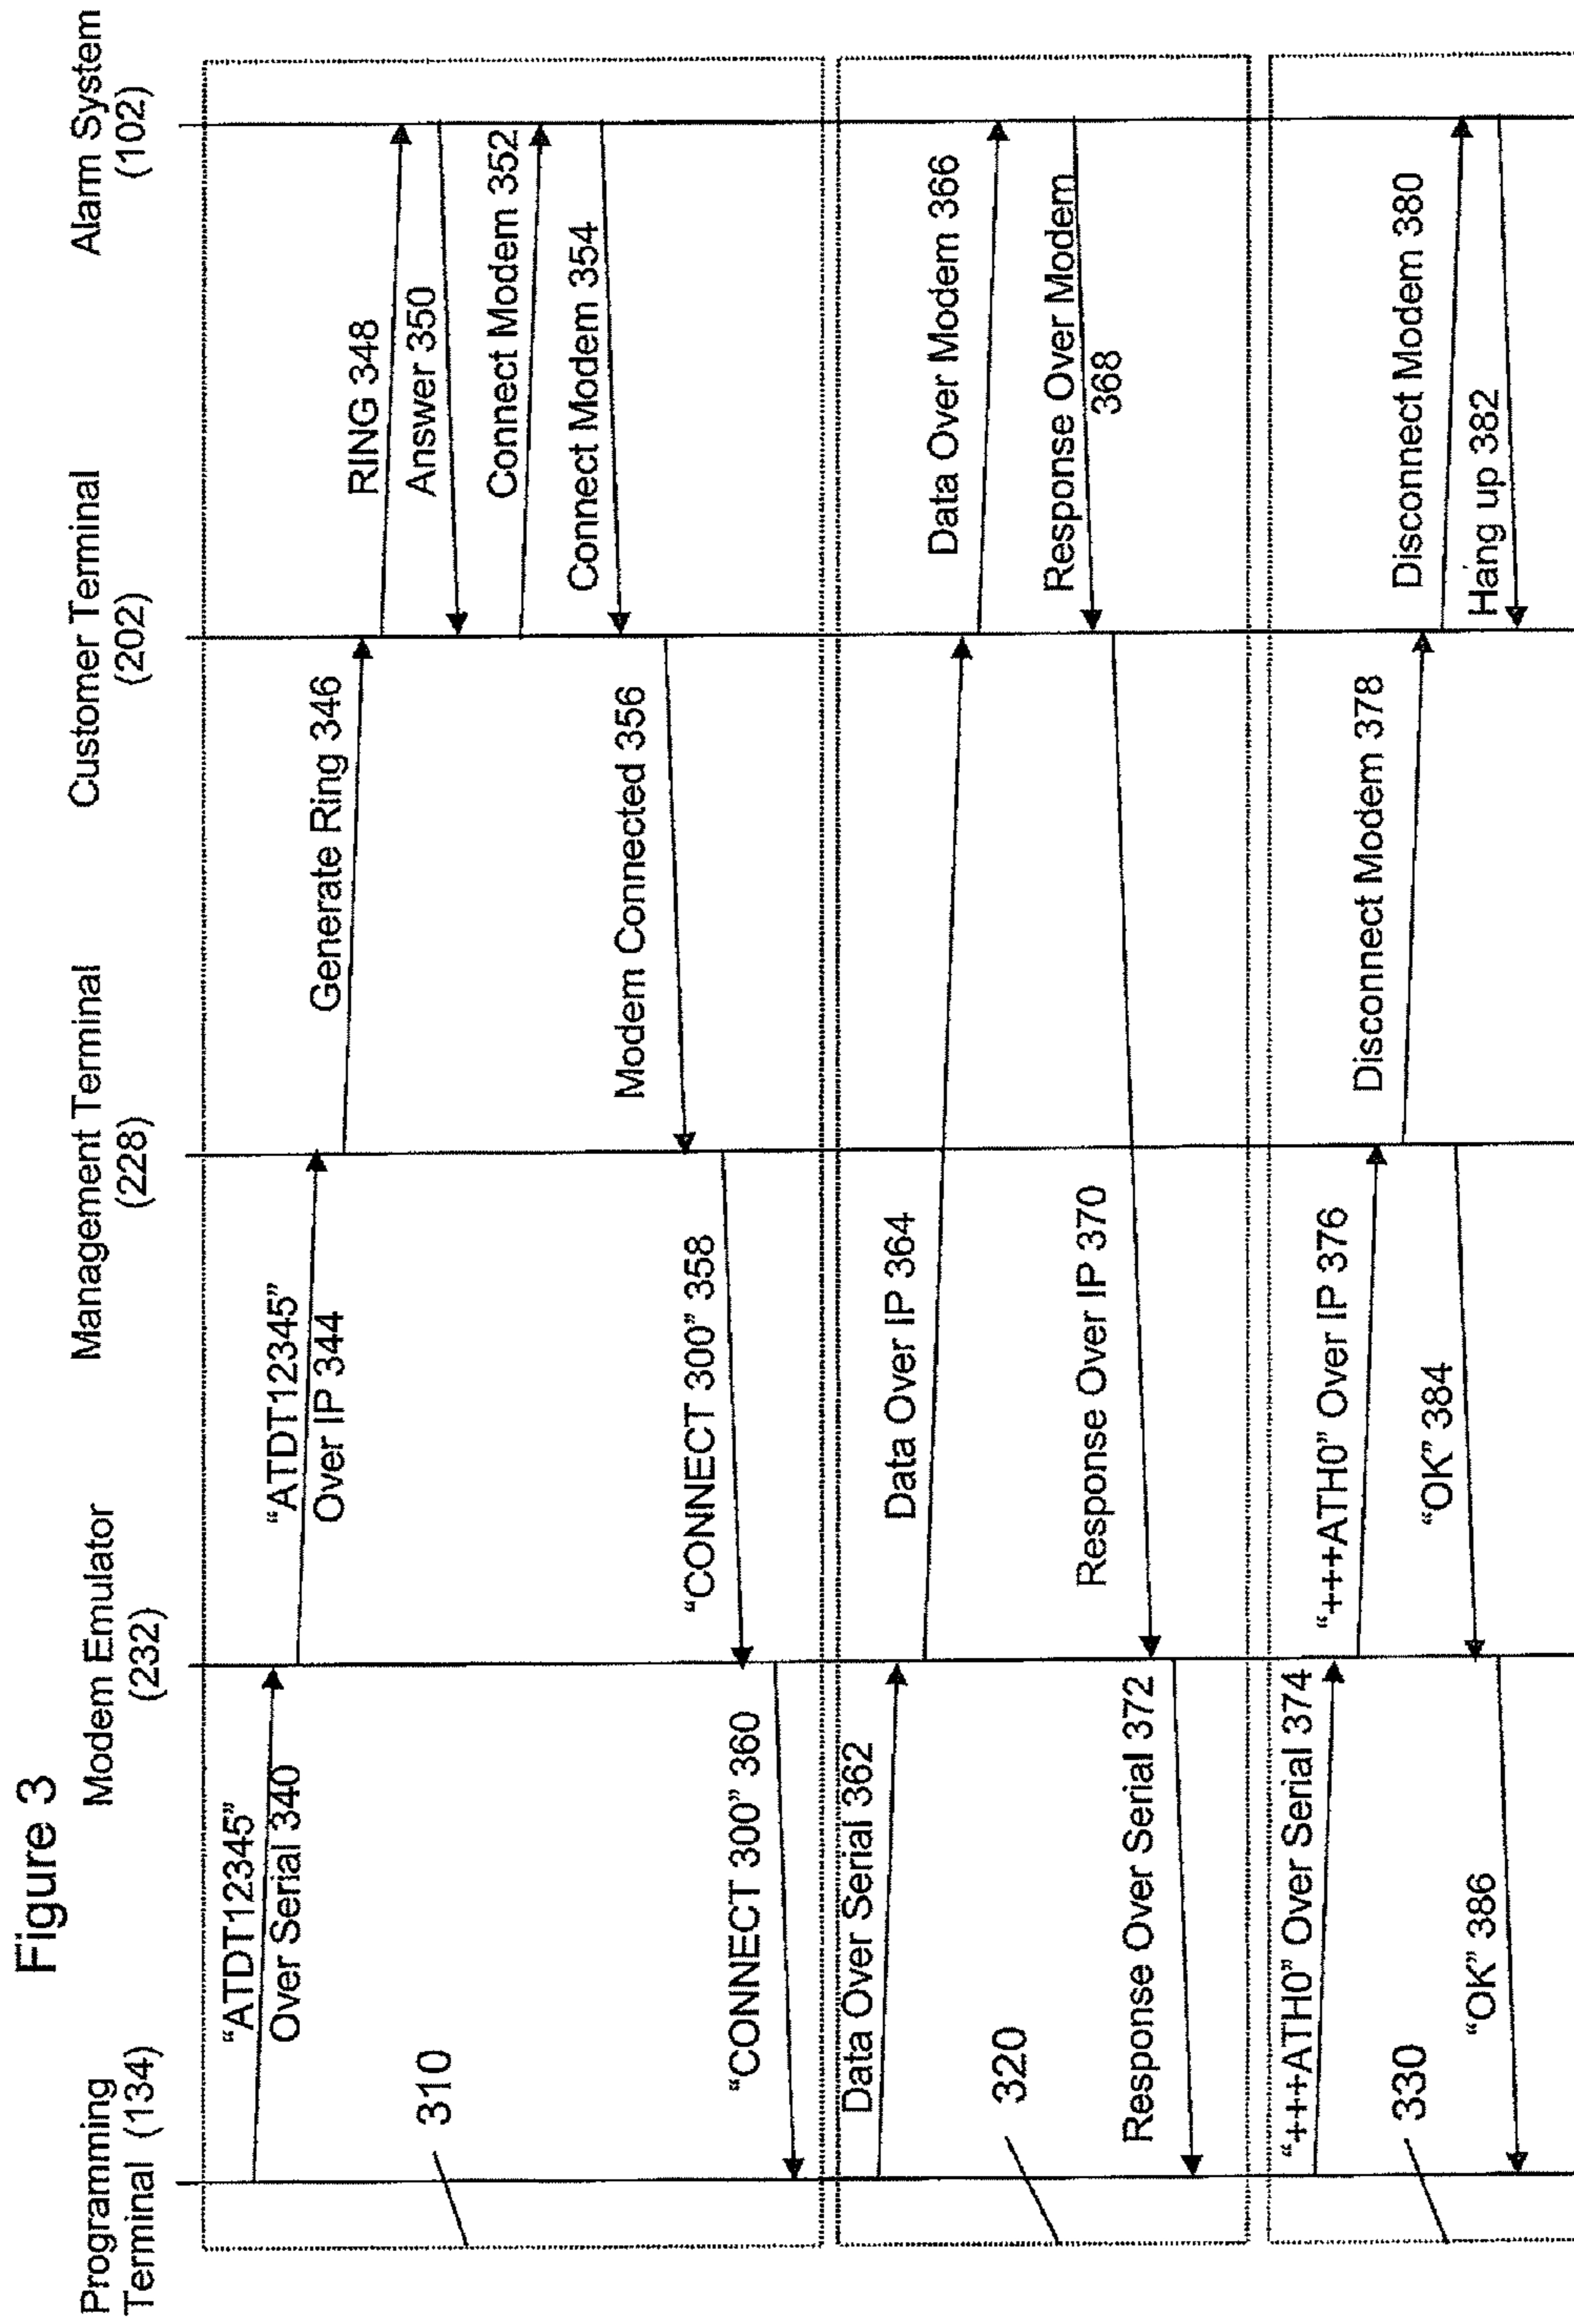 Figure 3
Programming
Terminal (134)
Modem Emulator
(232)
Management Terminal
(228)
Customer Terminal
(202)
Alarm System
(102)
“ATDT12345”
Over Serial 340
“ATDT12345”
Over IP 344
Generate Ring 346
RING 348
Answer 350
Connect Modem 352
Connect Modem 354
Modem Connected 356
“CONNECT 300” 358
“CONNECT 300” 360
310
Data Over Serial 362
Data Over IP 364
Data Over Modem 366
Response Over Modem
368
Response Over IP 370
Response Over Serial 372
320
“+++ATH0” Over Serial 374
“+++ATH0” Over IP 376
Disconnect Modem 378
Disconnect Modem 380
Hang up 382
“OK” 384
“OK” 386
330